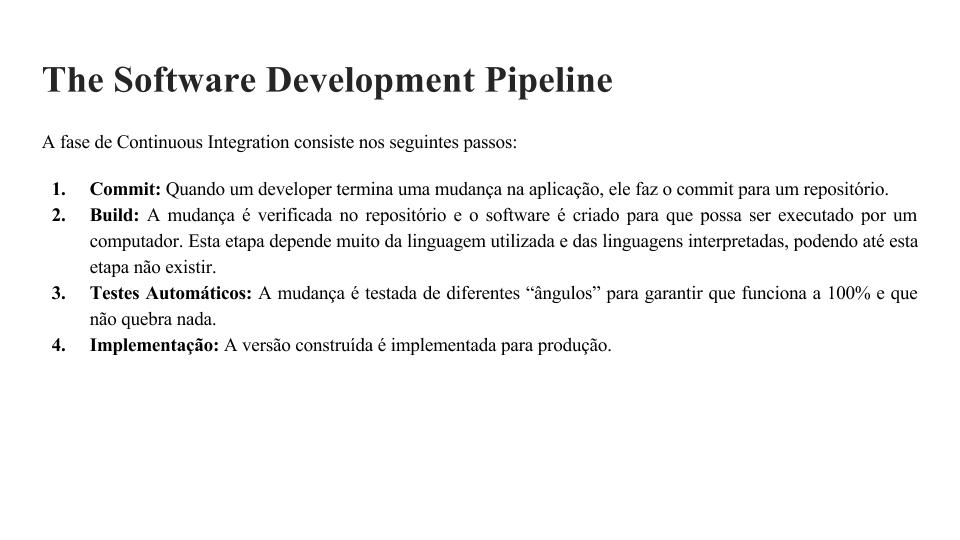 The Software Development Pipeline
A fase de Continuous Integration consiste nos seguintes passos:
1. Commit: Quando um developer termina uma mudança na aplicação, ele faz o commit para um repositório.
2. Build: A mudança é verificada no repositório e o software é criado para que possa ser executado por um
computador. Esta etapa depende muito da linguagem utilizada e das linguagens interpretadas, podendo até esta
etapa não existir.
3. Testes Automáticos: A mudança é testada de diferentes “ângulos” para garantir que funciona a 100% e que
não quebra nada.
4. Implementação: A versão construída é implementada para produção.